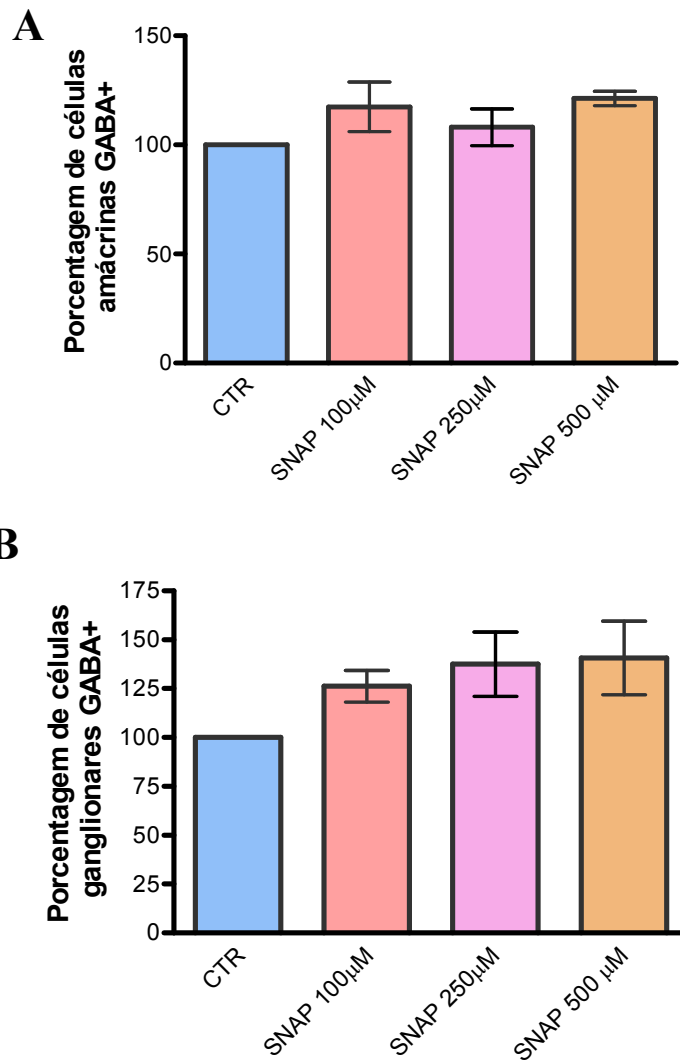 A
Porcentagem de células
amácrinas GABA+
150
100
50
0
CTR
SNAP 100μM
SNAP 250μM
SNAP 500 μM
B
Porcentagem de células
ganglionares GABA+
175
150
125
100
75
50
25
0
CTR
SNAP 100μM
SNAP 250μM
SNAP 500 μM